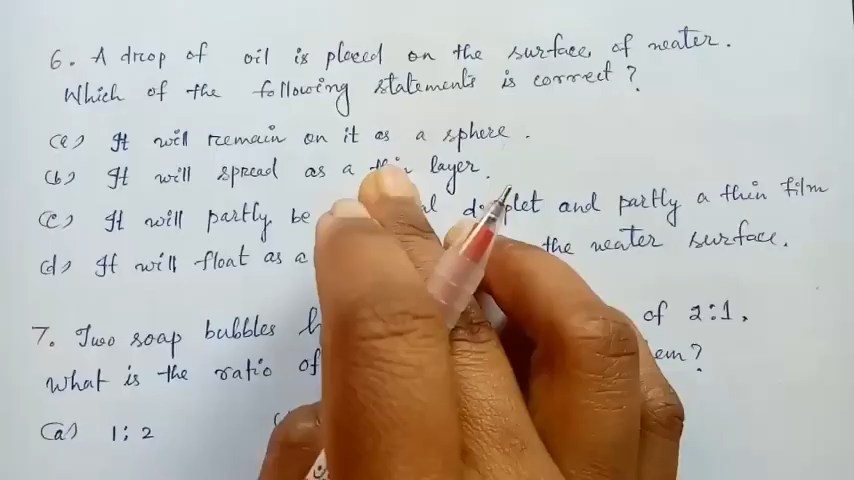 6. A drop of oil is placed on the surface of water.
Which of the following statements is correct?
(a) It will remain on it as a sphere.
(b) It will spread as a thin layer.
(c) It will partly be droplet and partly a thin film
(d) It will float as a the water surface.
7. Two soap bubbles of 2:1,
What is the ratio of
(a) 1:2